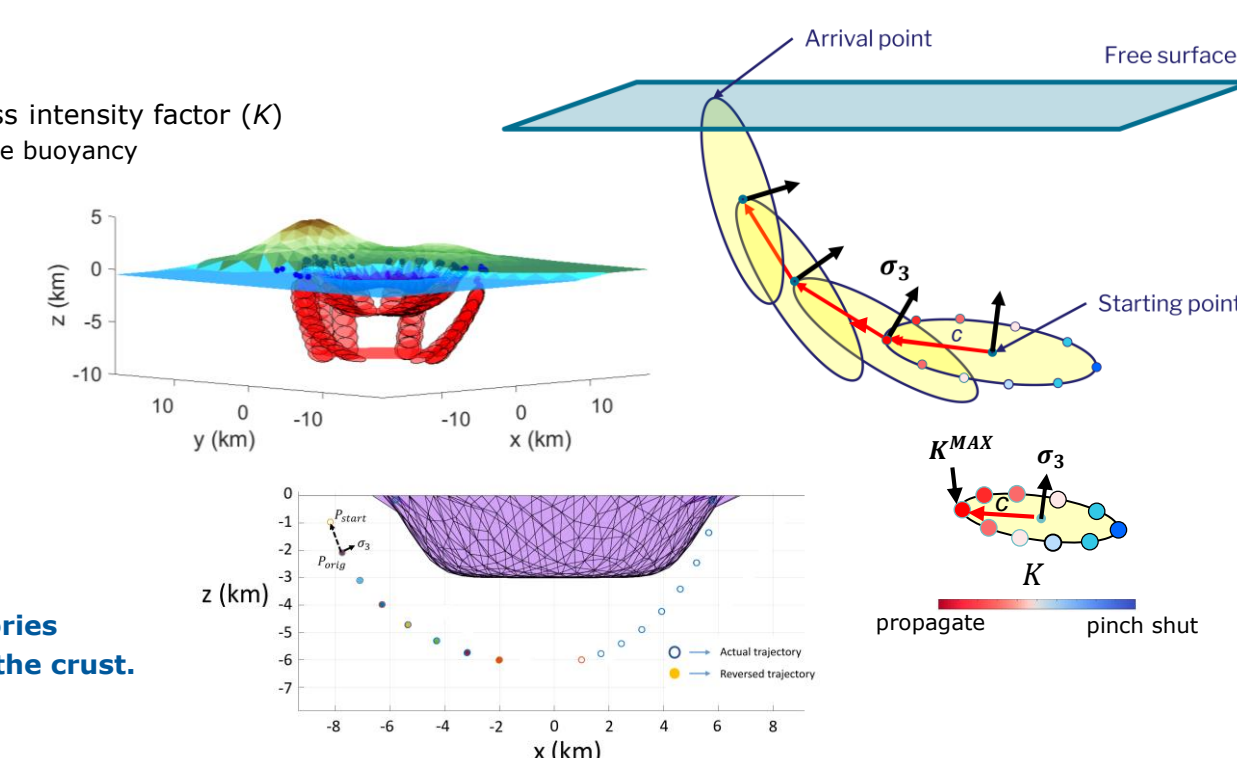 Arrival point
Free surface
ss intensity factor (K)
e buoyancy
5
0
-5
-10
z (km)
10
0
-10
y (km)
-10
0
10
x (km)
σ₃
c
Starting point
K^MAX
σ₃
c
K
propagate
pinch shut
0
-1
-2
-3
-4
-5
-6
-7
z (km)
P_start
σ₃
P_orig
Actual trajectory
Reversed trajectory
-8
-6
-4
-2
0
2
4
6
8
x (km)
ories
the crust.